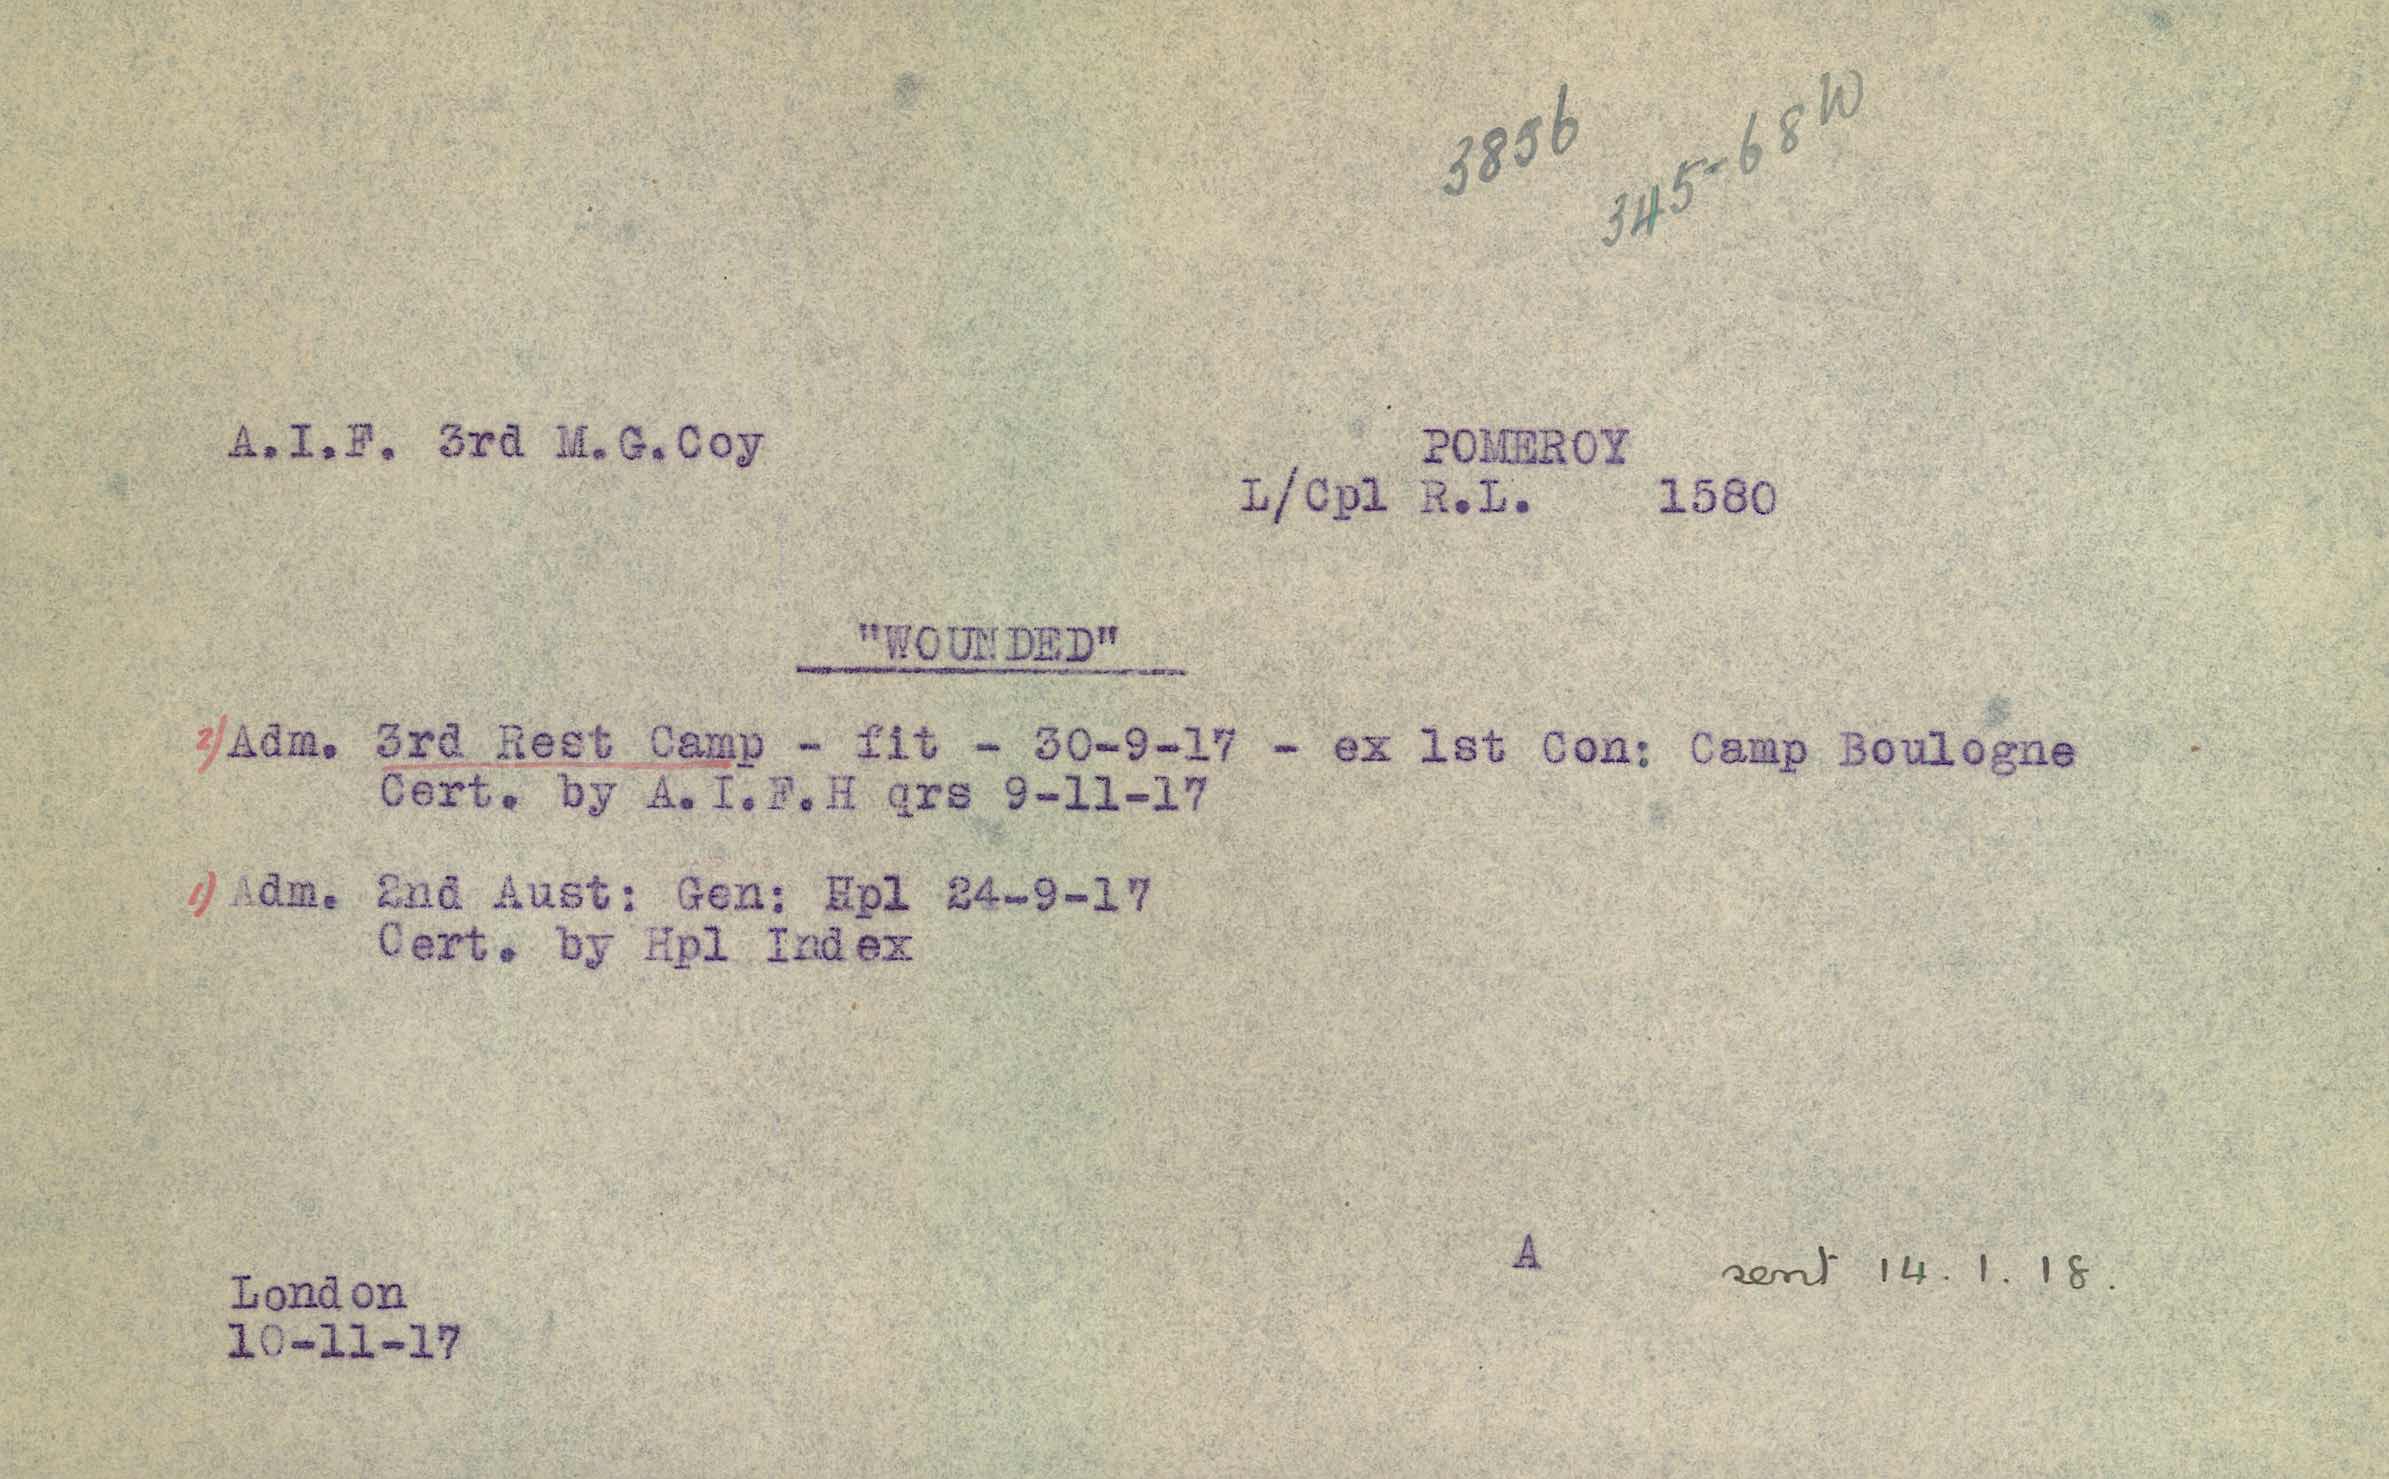 3856
345-68W
A.I.F. 3rd M.G.Coy
POMEROY
L/Cpl R.L. 1580
"WOUNDED"
2) Adm. 3rd Rest Camp - fit - 30-9-17 - ex 1st Con: Camp Boulogne
Cert. by A.I.F.H qrs 9-11-17
1) Adm. 2nd Aust: Gen: Hpl 24-9-17
Cert. by Hpl Index
A
sent 14.1.18.
London
10-11-17